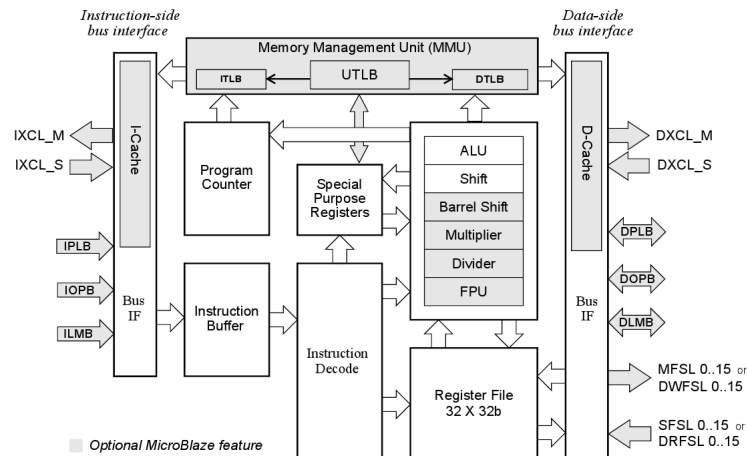 Instruction-side
bus interface
Data-side
bus interface
Memory Management Unit (MMU)
ITLB
UTLB
DTLB
I-Cache
D-Cache
IXCL_M
IXCL_S
DXCL_M
DXCL_S
Program
Counter
Special
Purpose
Registers
ALU
Shift
Barrel Shift
Multiplier
Divider
FPU
IPLB
IOPB
ILMB
Bus
IF
DPLB
DOPB
DLMB
Bus
IF
Instruction
Buffer
Instruction
Decode
Register File
32 X 32b
MFSL 0..15 or
DWFSL 0..15
SFSL 0..15 or
DRFSL 0..15
Optional MicroBlaze feature